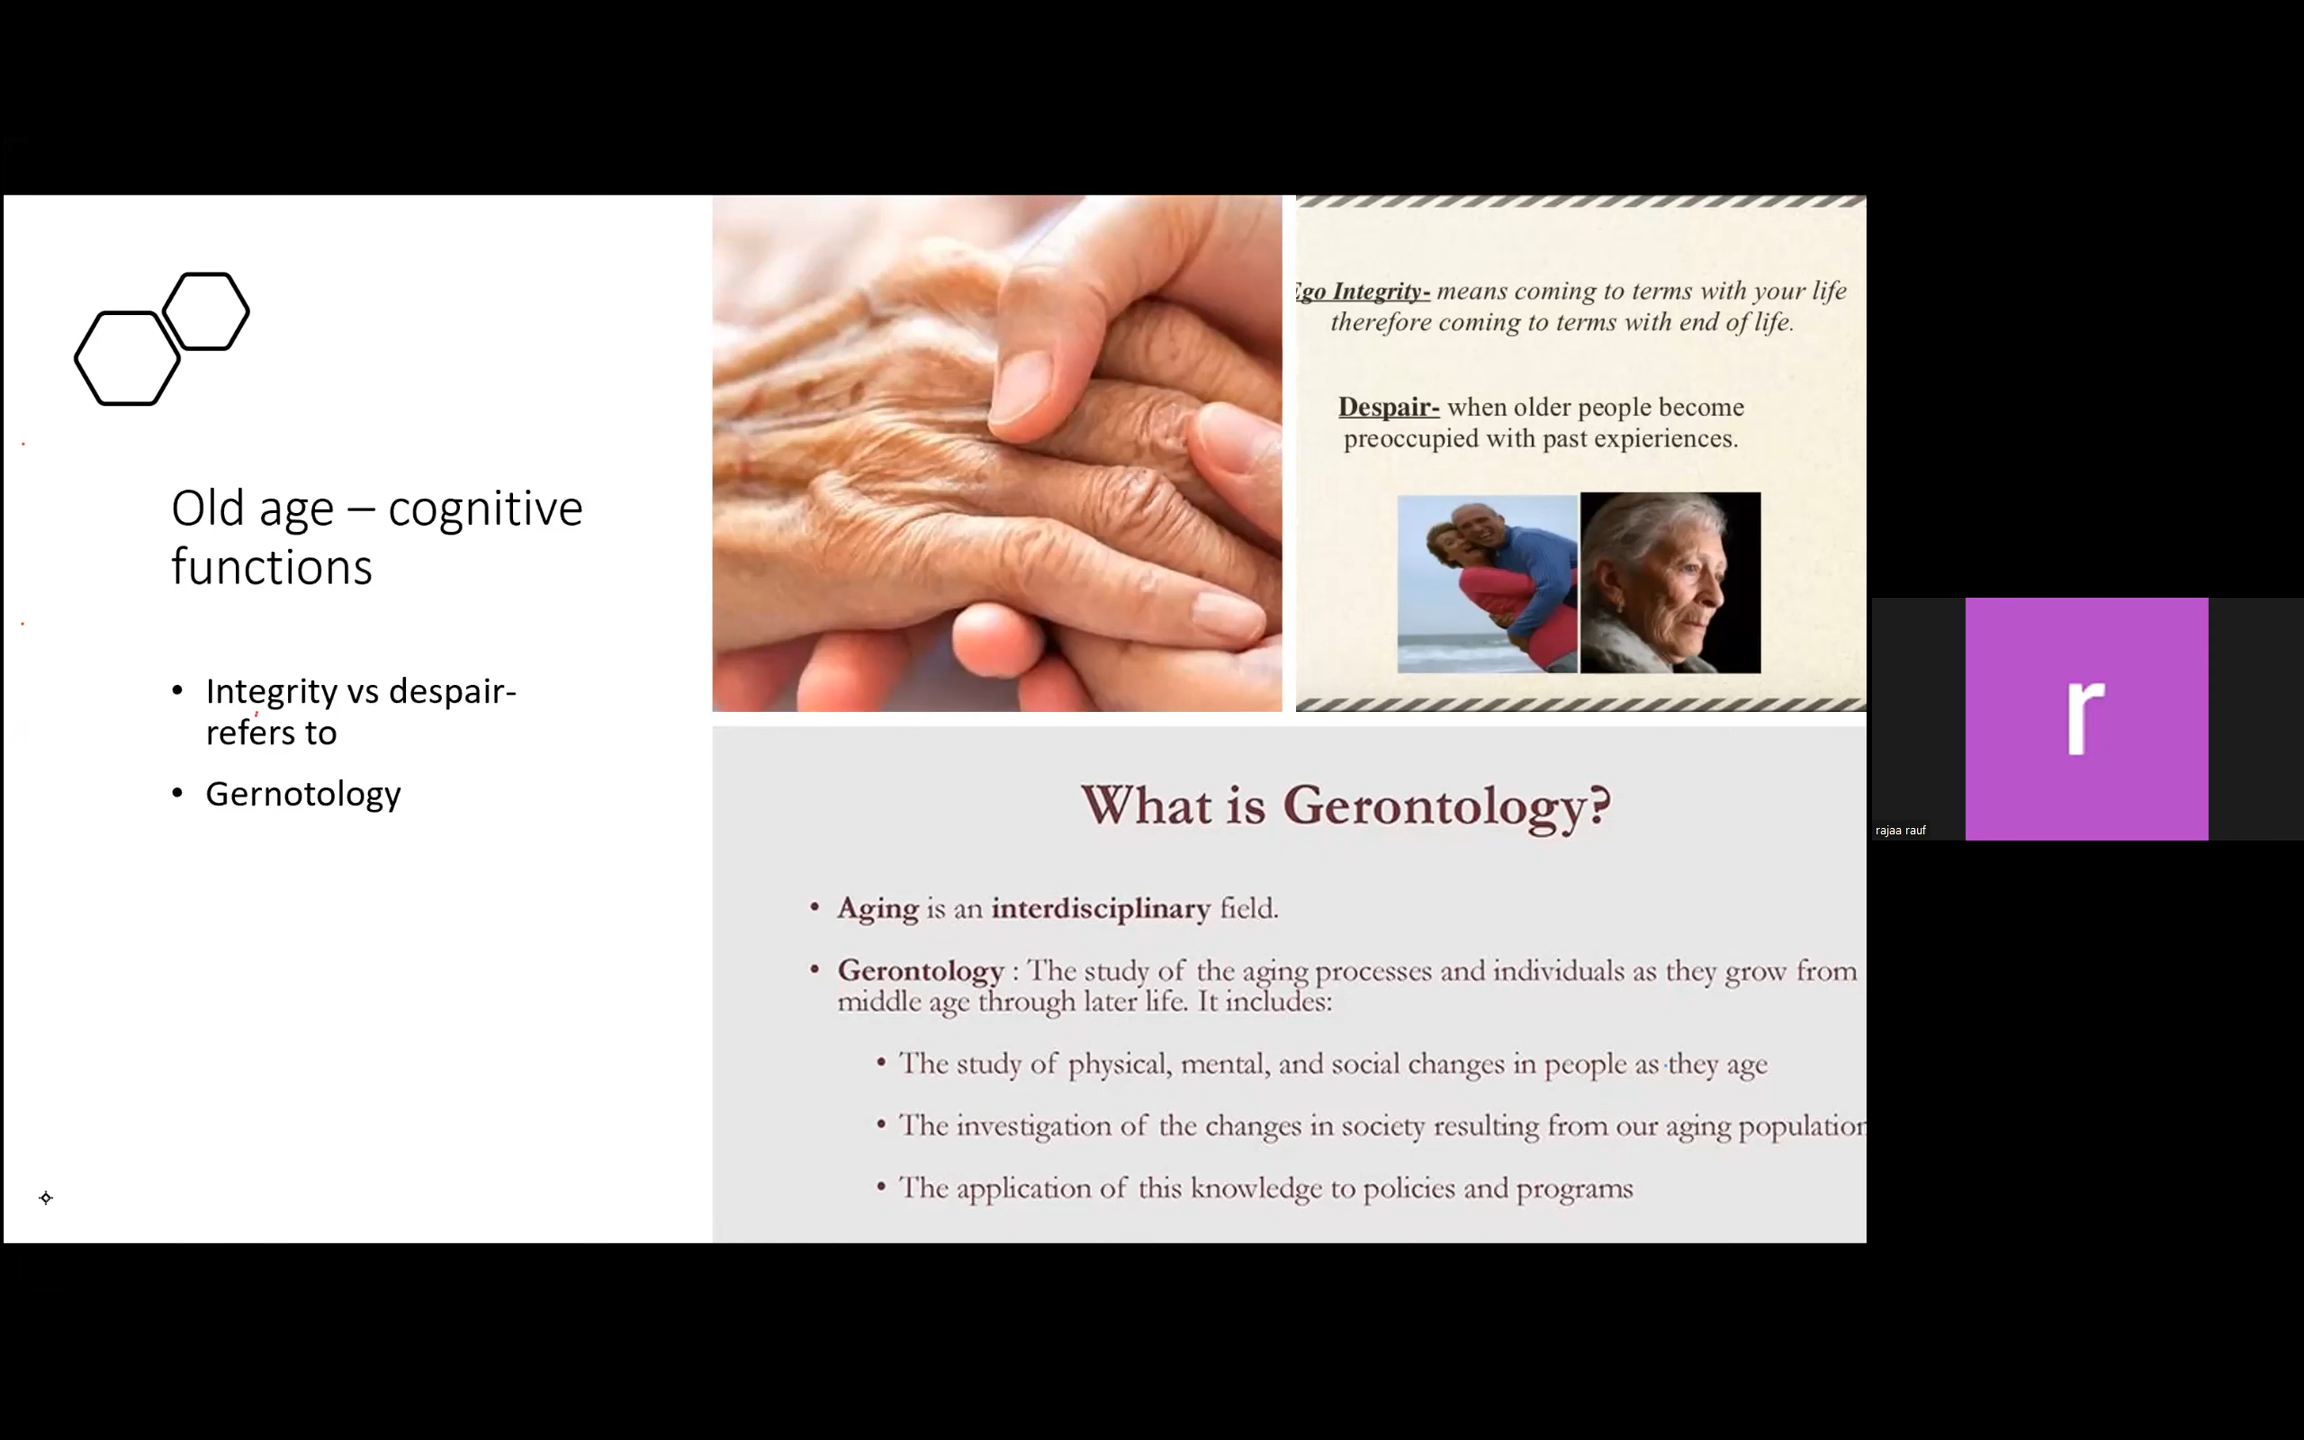 Old age – cognitive
functions
• Integrity vs despair-
refers to
• Gernotology
Ego Integrity- means coming to terms with your life
therefore coming to terms with end of life.
Despair- when older people become
preoccupied with past expieriences.
What is Gerontology?
• Aging is an interdisciplinary field.
• Gerontology : The study of the aging processes and individuals as they grow from
middle age through later life. It includes:
• The study of physical, mental, and social changes in people as they age
• The investigation of the changes in society resulting from our aging population
• The application of this knowledge to policies and programs
r
rajaa rauf